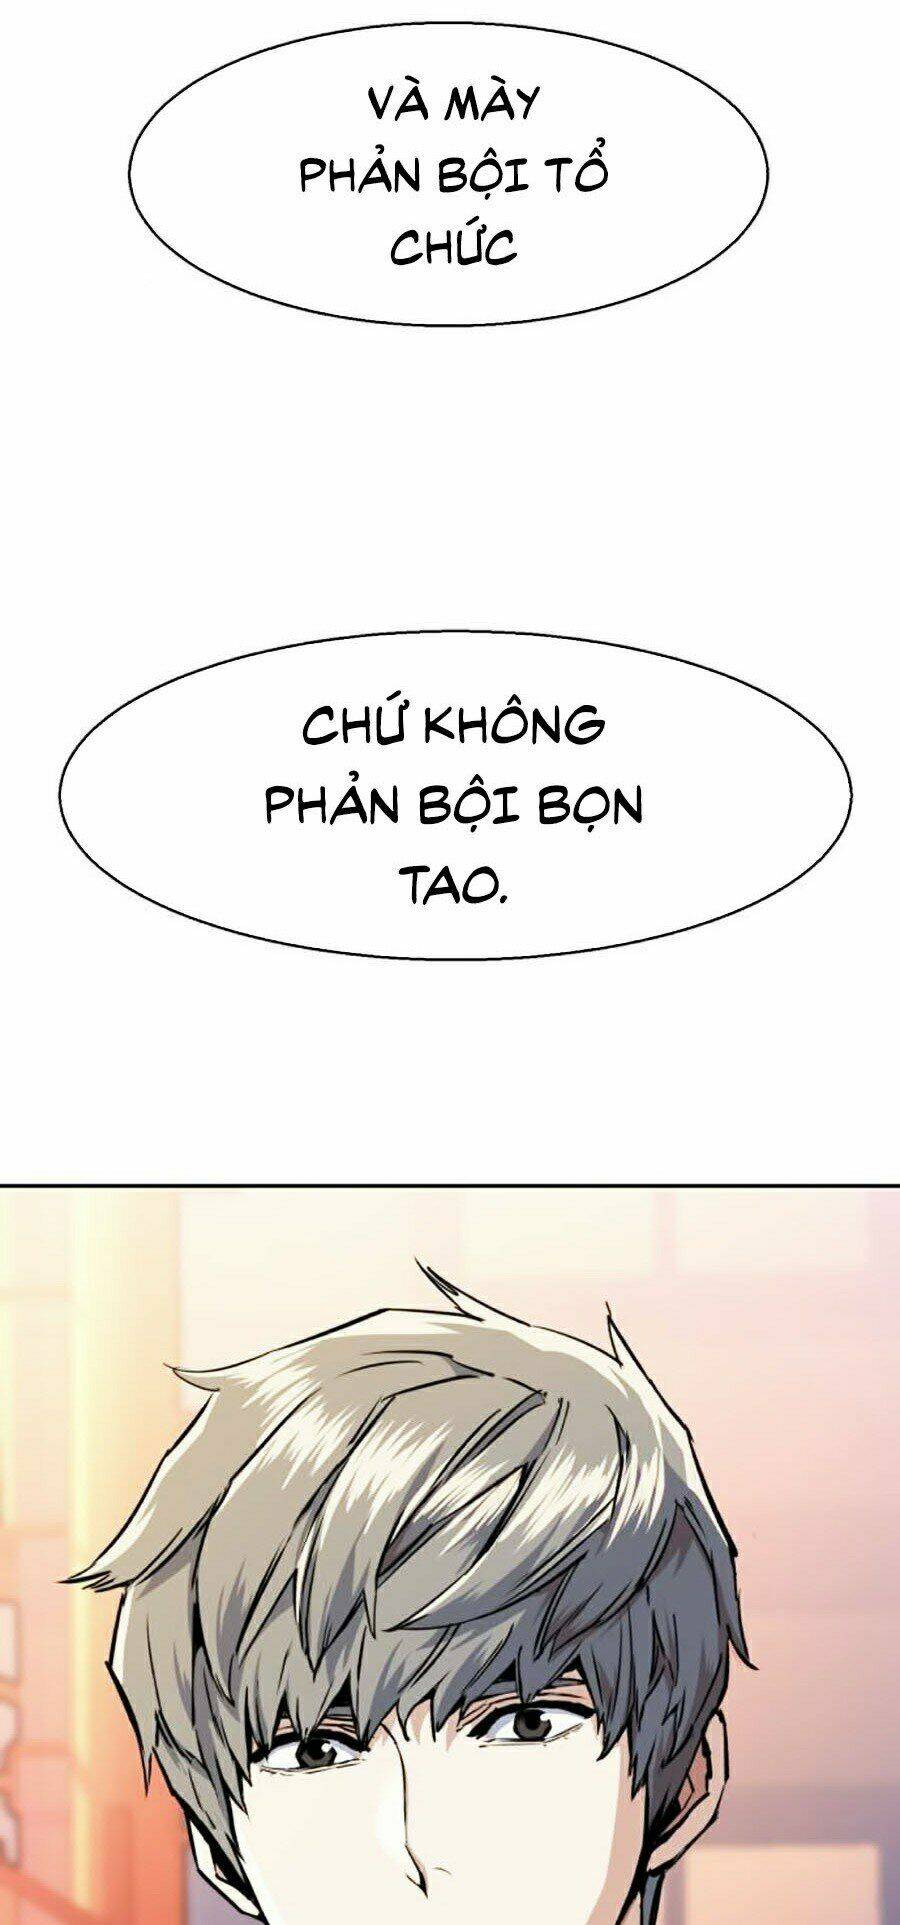 VÀ MÀY
PHẢN BỘI TỔ
CHỨC
CHỨ KHÔNG
PHẢN BỘI BỌN
TAO.